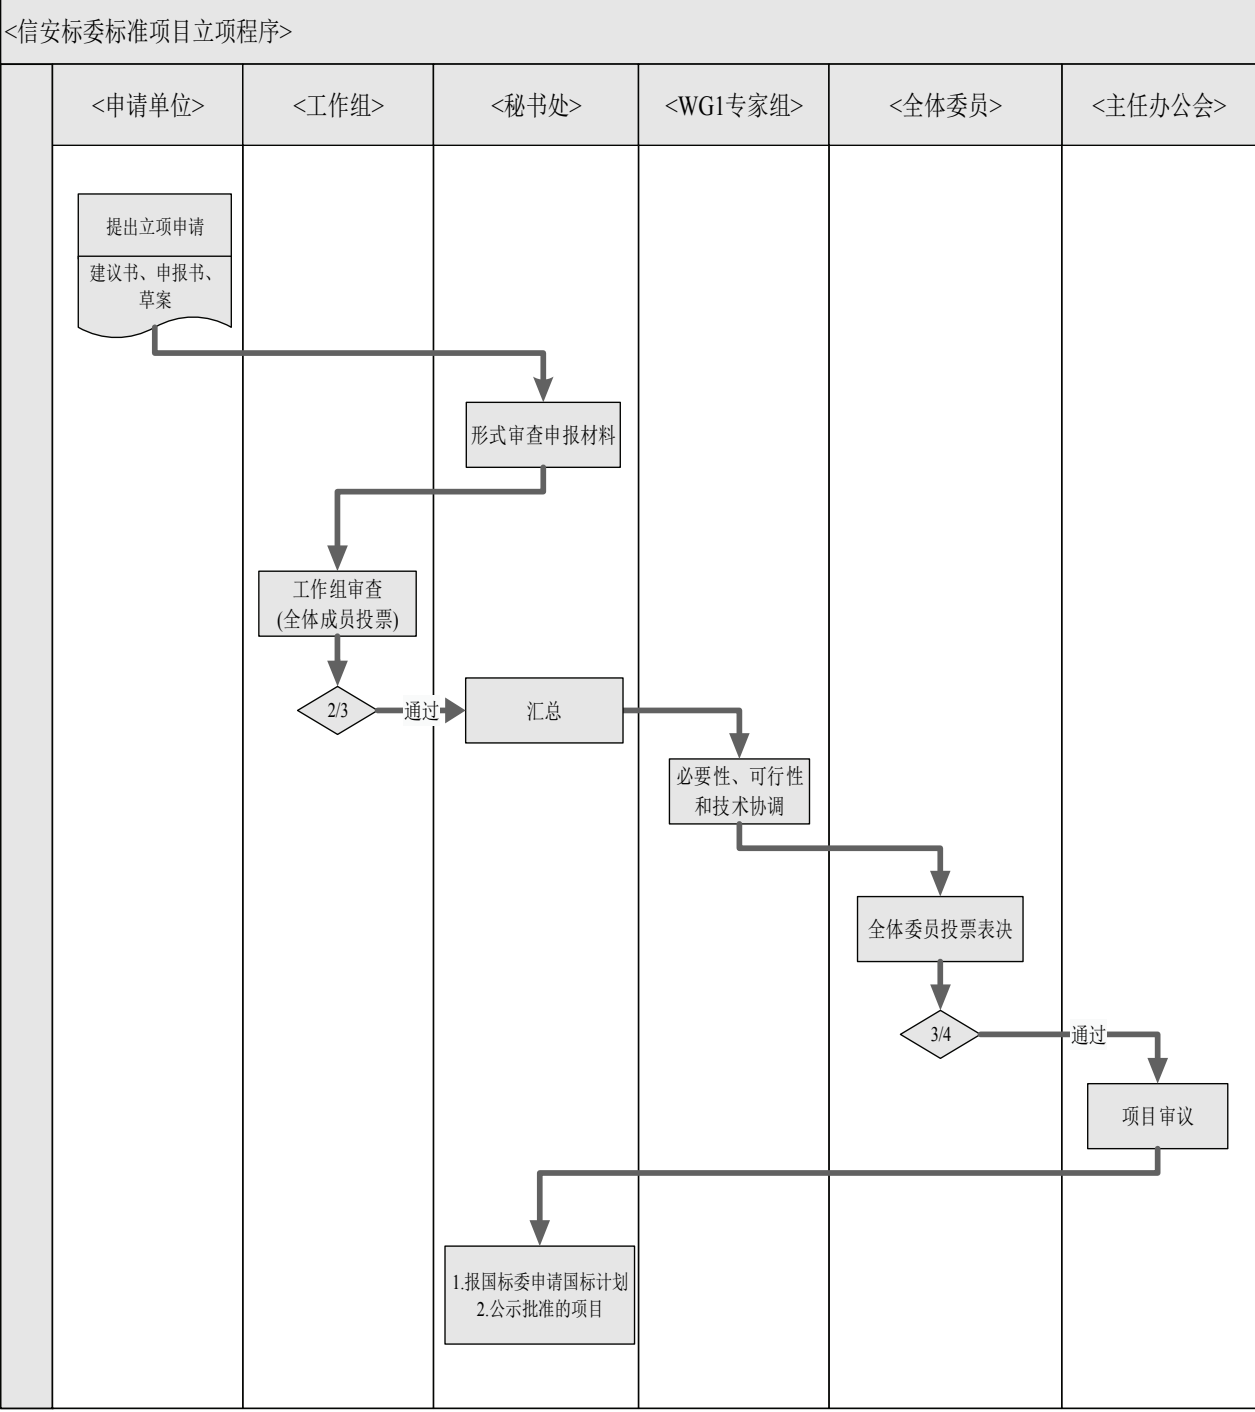 <信安标委标准项目立项程序>
<申请单位>
<工作组>
<秘书处>
<WG1专家组>
<全体委员>
<主任办公会>
提出立项申请
建议书、申报书、
草案
形式审查申报材料
工作组审查
(全体成员投票)
2/3
通过
汇总
必要性、可行性
和技术协调
全体委员投票表决
3/4
通过
项目审议
1.报国标委申请国标计划
2.公示批准的项目